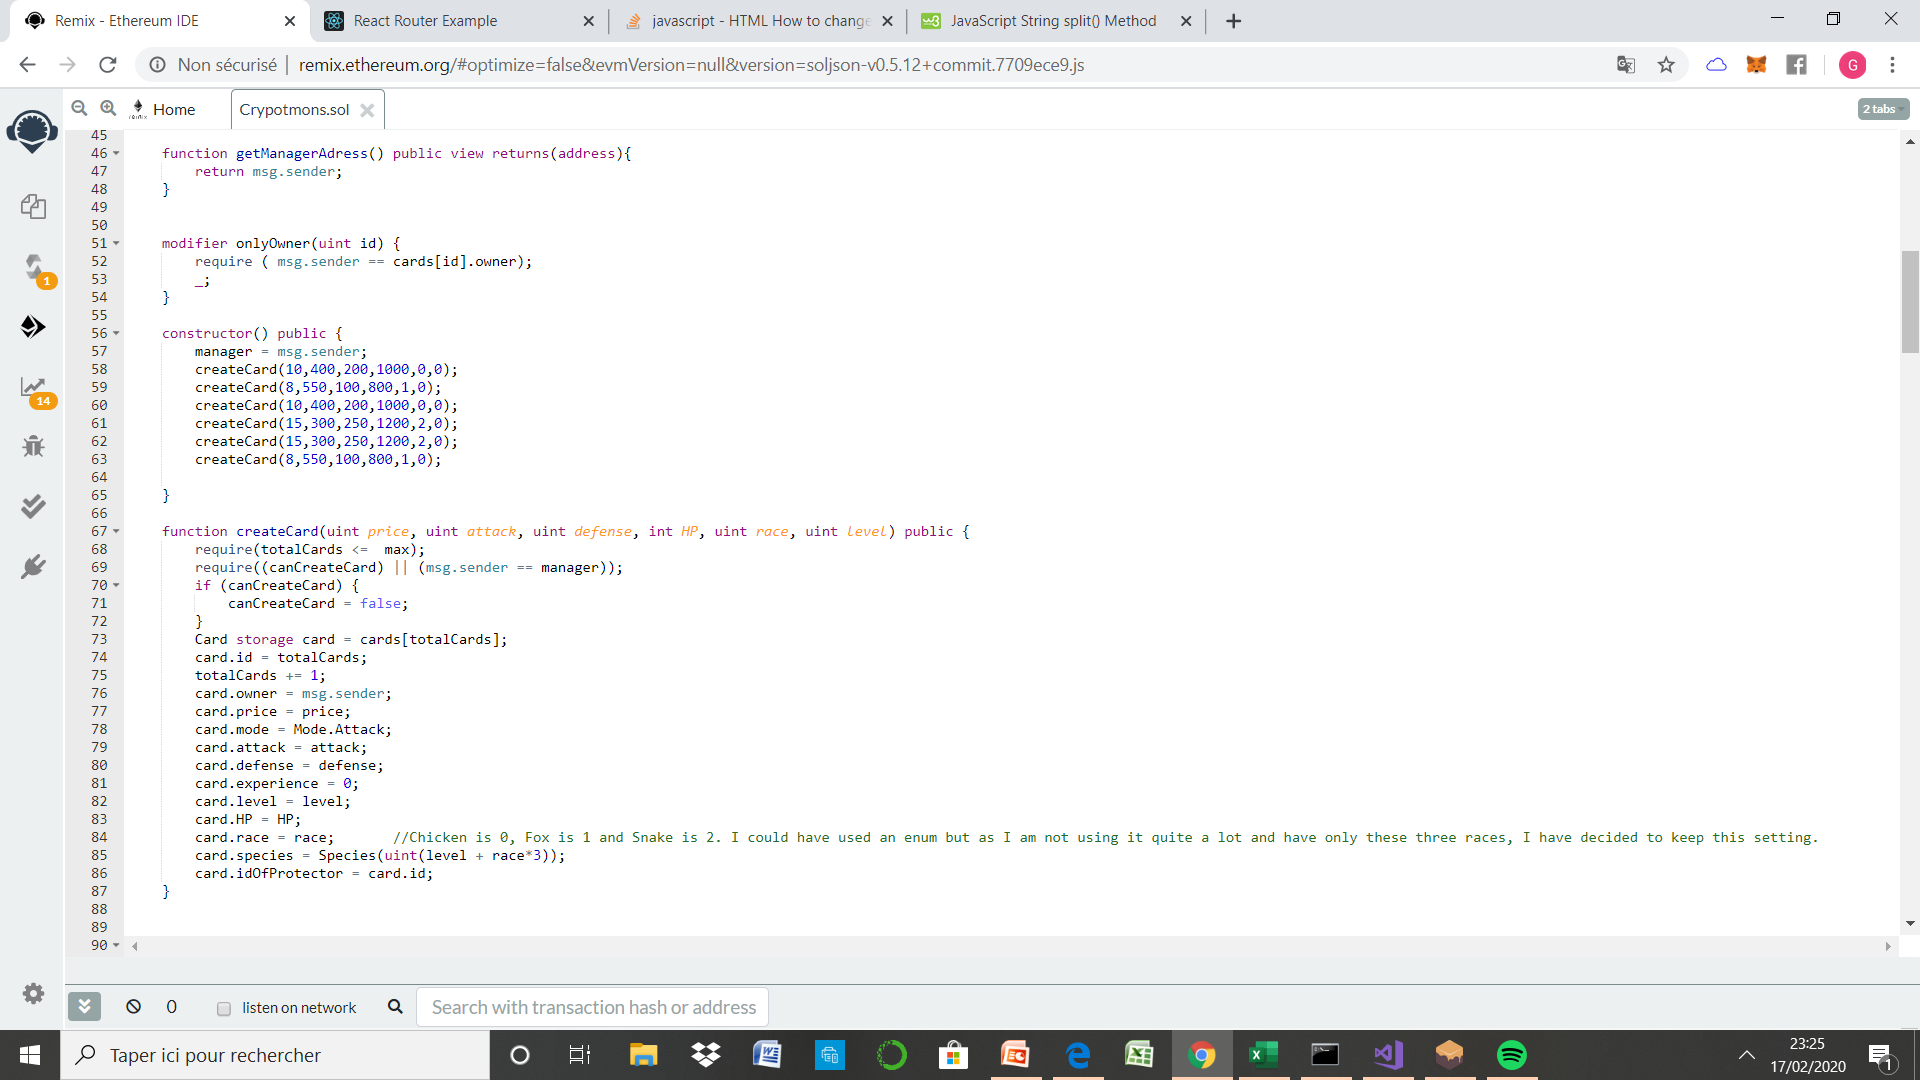 Remix - Ethereum IDE
React Router Example
javascript - HTML How to change
JavaScript String split() Method
Non sécurisé | remix.ethereum.org/#optimize=false&evmVersion=null&version=soljson-v0.5.12+commit.7709ece9.js
G
Home
Crypotmons.sol
2 tabs
45
46 function getManagerAdress() public view returns(address){
47 return msg.sender;
48 }
49
50
51 modifier onlyOwner(uint id) {
52 require ( msg.sender == cards[id].owner);
53 _;
54 }
55
56 constructor() public {
57 manager = msg.sender;
58 createCard(10,400,200,1000,0,0);
59 createCard(8,550,100,800,1,0);
60 createCard(10,400,200,1000,0,0);
61 createCard(15,300,250,1200,2,0);
62 createCard(15,300,250,1200,2,0);
63 createCard(8,550,100,800,1,0);
64
65 }
66
67 function createCard(uint price, uint attack, uint defense, int HP, uint race, uint level) public {
68 require(totalCards <=  max);
69 require((canCreateCard) || (msg.sender == manager));
70 if (canCreateCard) {
71 canCreateCard = false;
72 }
73 Card storage card = cards[totalCards];
74 card.id = totalCards;
75 totalCards += 1;
76 card.owner = msg.sender;
77 card.price = price;
78 card.mode = Mode.Attack;
79 card.attack = attack;
80 card.defense = defense;
81 card.experience = 0;
82 card.level = level;
83 card.HP = HP;
84 card.race = race; //Chicken is 0, Fox is 1 and Snake is 2. I could have used an enum but as I am not using it quite a lot and have only these three races, I have decided to keep this setting.
85 card.species = Species(uint(level + race*3));
86 card.idOfProtector = card.id;
87 }
88
89
90
1
14
0
listen on network
Search with transaction hash or address
Taper ici pour rechercher
23:25
17/02/2020
1